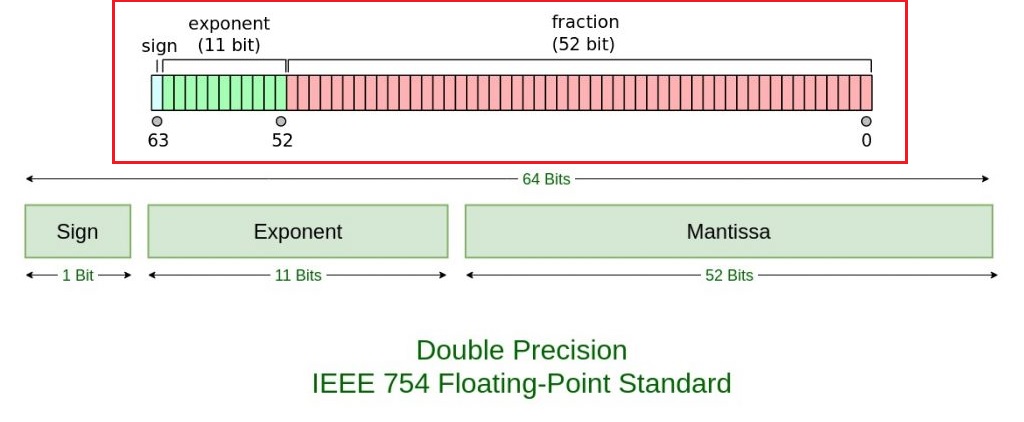 exponent
fraction
sign (11 bit)
(52 bit)
63
52
0
64 Bits
Sign
Exponent
Mantissa
1 Bit
11 Bits
52 Bits
Double Precision
IEEE 754 Floating-Point Standard